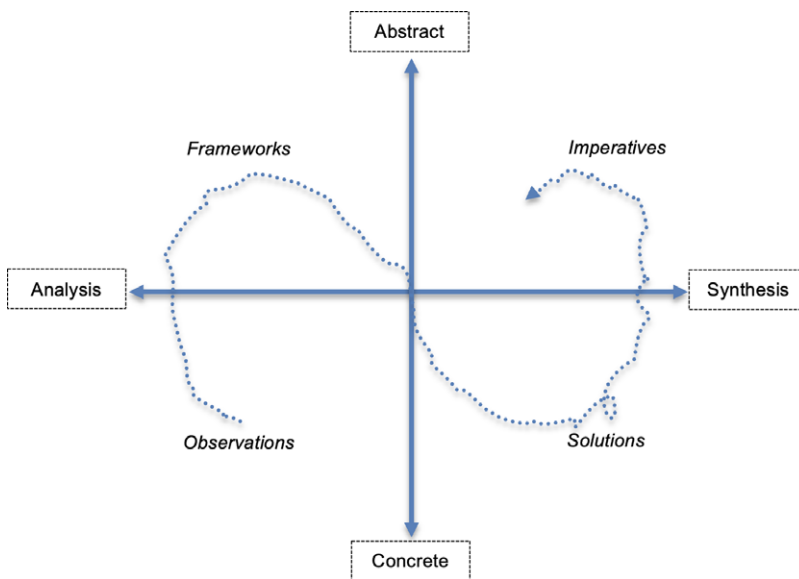 Abstract
Frameworks
Imperatives
Analysis
Synthesis
Observations
Solutions
Concrete